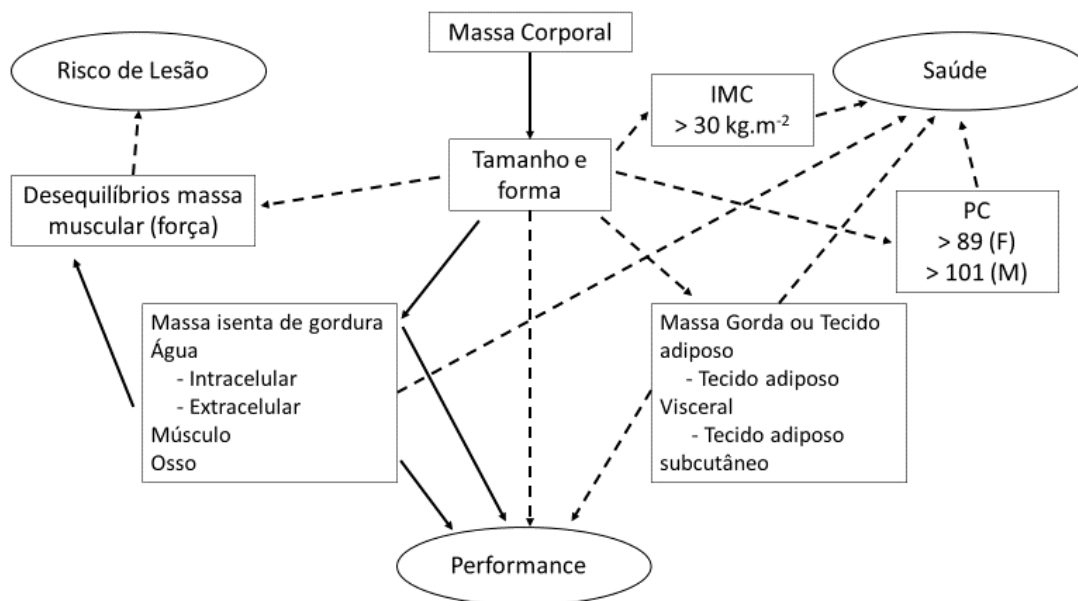 Massa Corporal
Risco de Lesão
Saúde
IMC
> 30 kg.m⁻²
Tamanho e
forma
Desequilíbrios massa
muscular (força)
PC
> 89 (F)
> 101 (M)
Massa isenta de gordura
Água
- Intracelular
- Extracelular
Músculo
Osso
Massa Gorda ou Tecido
adiposo
- Tecido adiposo
Visceral
- Tecido adiposo
subcutâneo
Performance